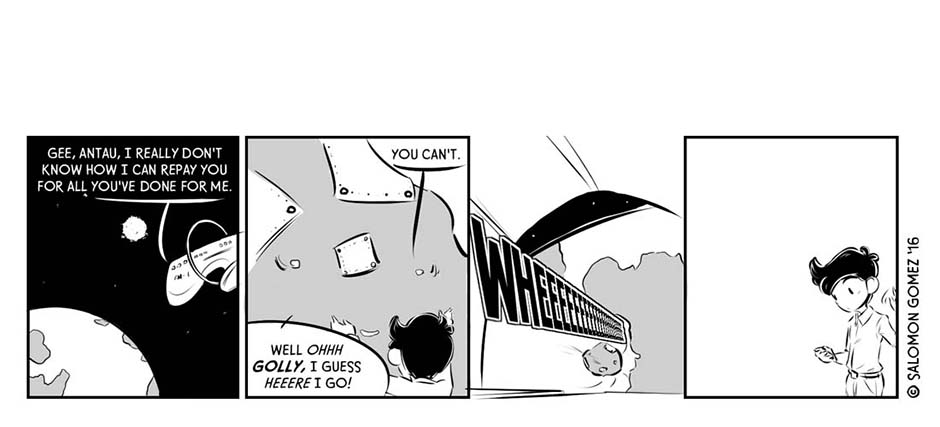 GEE, ANTAU, I REALLY DON'T
KNOW HOW I CAN REPAY YOU
FOR ALL YOU'VE DONE FOR ME.
YOU CAN'T.
WELL OHHH
GOLLY, I GUESS
HEEERE I GO!
WHEEEEEEEEEEEEE
© SALOMON GOMEZ '16